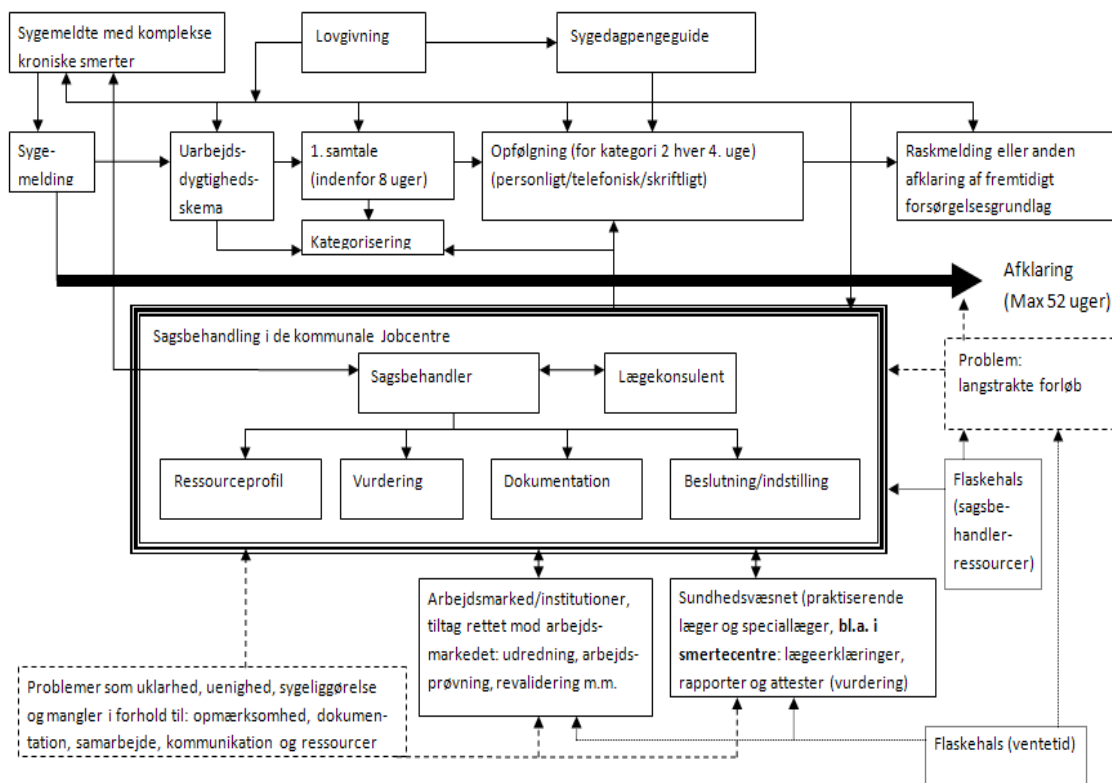 Sygemeldte med komplekse
kroniske smerter
Lovgivning
Sygedagpengeguide
Syge-
melding
Uarbejds-
dygtigheds-
skema
1. samtale
(indenfor 8 uger)
Opfølgning (for kategori 2 hver 4. uge)
(personligt/telefonisk/skriftligt)
Raskmelding eller anden
afklaring af fremtidigt
forsørgelsesgrundlag
Kategorisering
Afklaring
(Max 52 uger)
Sagsbehandling i de kommunale Jobcentre
Sagsbehandler
Lægekonsulent
Problem:
langstrakte forløb
Ressourceprofil
Vurdering
Dokumentation
Beslutning/indstilling
Flaskehals
(sagsbe-
handler-
ressourcer)
Arbejdsmarked/institutioner,
tiltag rettet mod arbejds-
markedet: udredning, arbejds-
prøvning, revalidering m.m.
Sundhedsvæsnet (praktiserende
læger og speciallæger, bl.a. i
smertecentre: lægeerklæringer,
rapporter og attester (vurdering)
Problemer som uklarhed, uenighed, sygeliggørelse
og mangler i forhold til: opmærksomhed, dokumen-
tation, samarbejde, kommunikation og ressourcer
Flaskehals (ventetid)